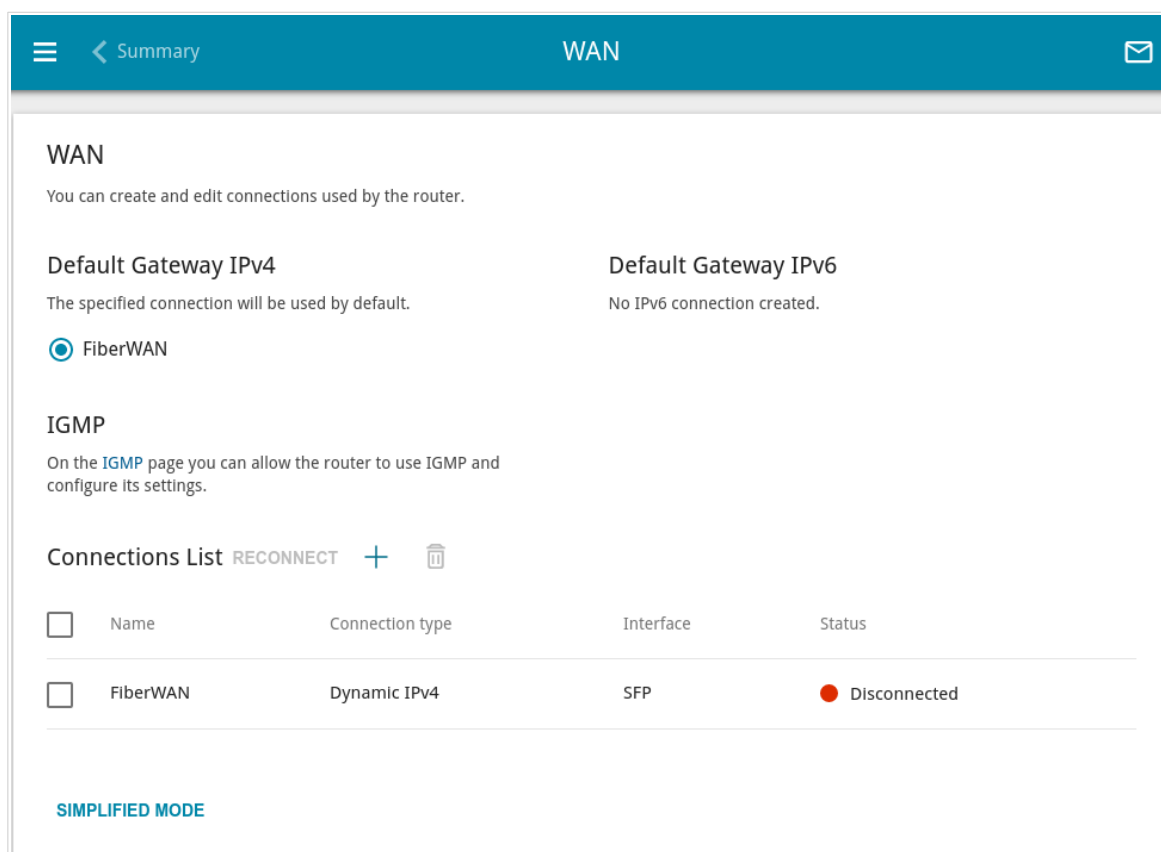 Summary
WAN
WAN
You can create and edit connections used by the router.
Default Gateway IPv4
The specified connection will be used by default.
FiberWAN
Default Gateway IPv6
No IPv6 connection created.
IGMP
On the IGMP page you can allow the router to use IGMP and
configure its settings.
Connections List RECONNECT
Name Connection type Interface Status
FiberWAN Dynamic IPv4 SFP Disconnected
SIMPLIFIED MODE